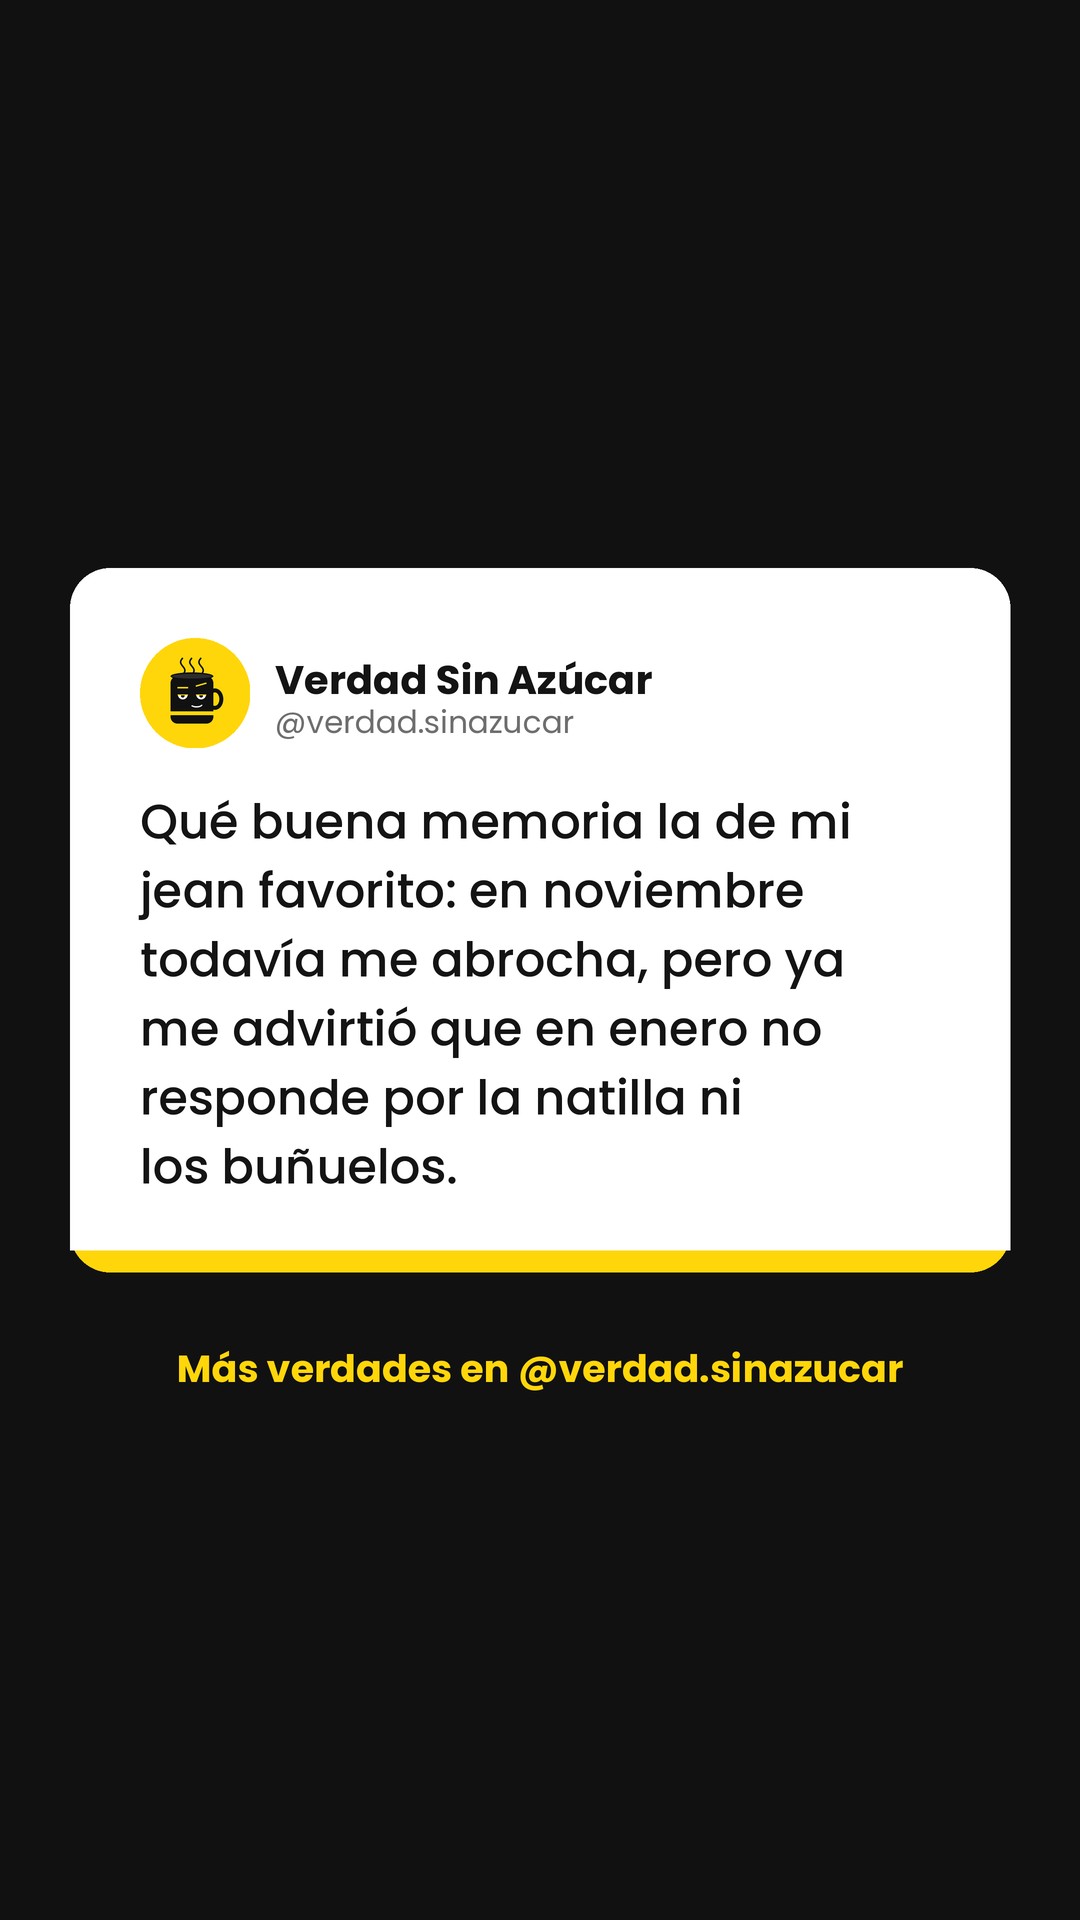 Verdad Sin Azúcar
@verdad.sinazucar
Qué buena memoria la de mi
jean favorito: en noviembre
todavía me abrocha, pero ya
me advirtió que en enero no
responde por la natilla ni
los buñuelos.
Más verdades en @verdad.sinazucar